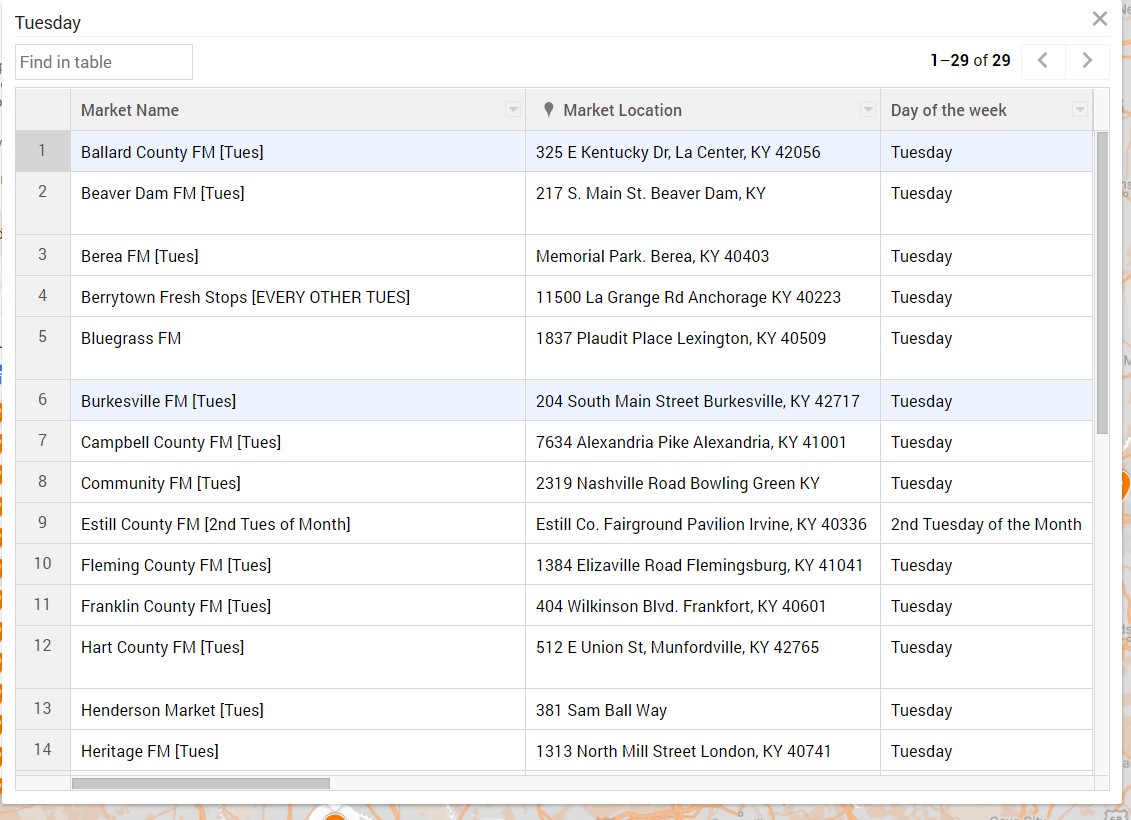 Tuesday
Find in table
1–29 of 29
Market Name Market Location Day of the week
1 Ballard County FM [Tues] 325 E Kentucky Dr, La Center, KY 42056 Tuesday
2 Beaver Dam FM [Tues] 217 S. Main St. Beaver Dam, KY Tuesday
3 Berea FM [Tues] Memorial Park. Berea, KY 40403 Tuesday
4 Berrytown Fresh Stops [EVERY OTHER TUES] 11500 La Grange Rd Anchorage KY 40223 Tuesday
5 Bluegrass FM 1837 Plaudit Place Lexington, KY 40509 Tuesday
6 Burkesville FM [Tues] 204 South Main Street Burkesville, KY 42717 Tuesday
7 Campbell County FM [Tues] 7634 Alexandria Pike Alexandria, KY 41001 Tuesday
8 Community FM [Tues] 2319 Nashville Road Bowling Green KY Tuesday
9 Estill County FM [2nd Tues of Month] Estill Co. Fairground Pavilion Irvine, KY 40336 2nd Tuesday of the Month
10 Fleming County FM [Tues] 1384 Elizaville Road Flemingsburg, KY 41041 Tuesday
11 Franklin County FM [Tues] 404 Wilkinson Blvd. Frankfort, KY 40601 Tuesday
12 Hart County FM [Tues] 512 E Union St, Munfordville, KY 42765 Tuesday
13 Henderson Market [Tues] 381 Sam Ball Way Tuesday
14 Heritage FM [Tues] 1313 North Mill Street London, KY 40741 Tuesday